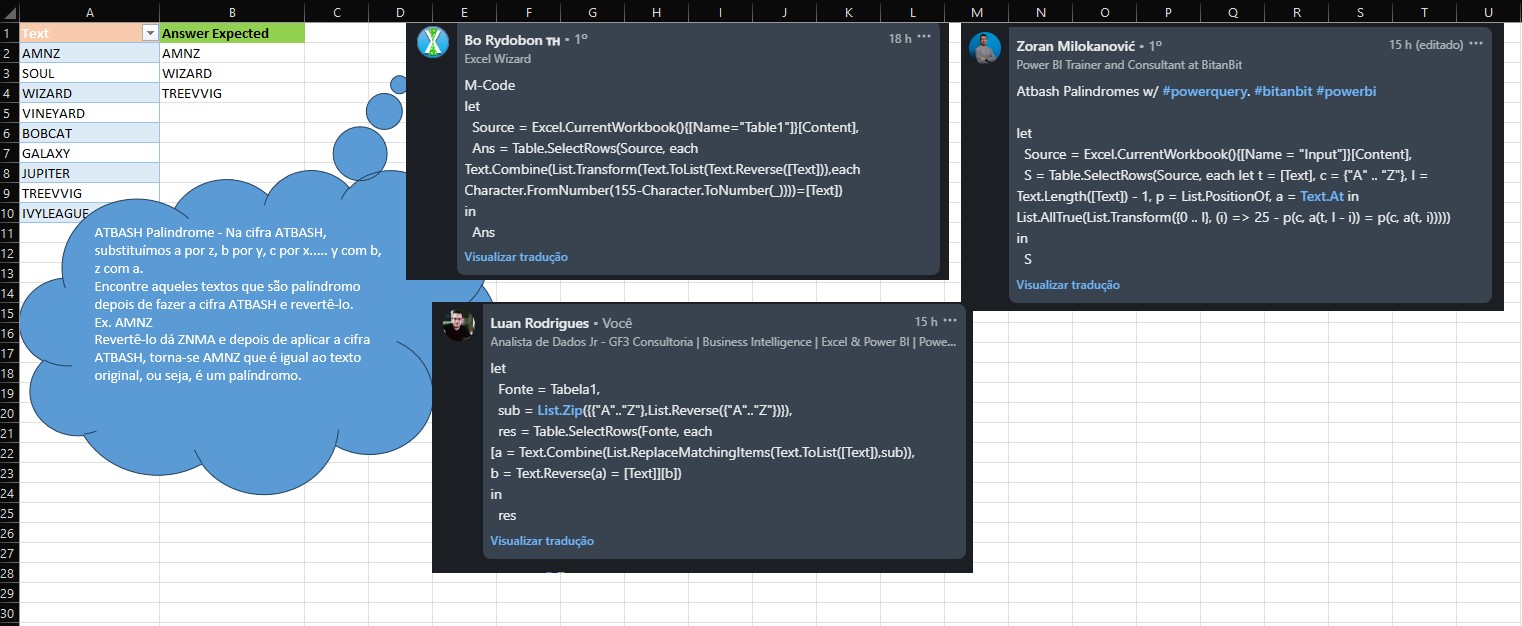 A B C D E F G H I J K L M N O P Q R S T U
1 Text Answer Expected
2 AMNZ AMNZ
3 SOUL WIZARD
4 WIZARD TREEVVIG
5 VINEYARD
6 BOBCAT
7 GALAXY
8 JUPITER
9 TREEVVIG
10 IVYLEAGUE
11
12
13
14
15
16
17
18
19
20
21
22
23
24
25
26
27
28
29
30
ATBASH Palindrome - Na cifra ATBASH,
substituímos a por z, b por y, c por x..... y com b,
z com a.
Encontre aqueles textos que são palíndromo
depois de fazer a cifra ATBASH e revertê-lo.
Ex. AMNZ
Revertê-lo dá ZNMA e depois de aplicar a cifra
ATBASH, torna-se AMNZ que é igual ao texto
original, ou seja, é um palíndromo.
Bo Rydobon TH • 1º 18 h •••
Excel Wizard
M-Code
let
Source = Excel.CurrentWorkbook(){[Name="Table1"]}[Content],
Ans = Table.SelectRows(Source, each
Text.Combine(List.Transform(Text.ToList(Text.Reverse([Text])),each
Character.FromNumber(155-Character.ToNumber(_))))=[Text])
in
Ans
Visualizar tradução
Zoran Milokanović • 1º 15 h (editado) •••
Power BI Trainer and Consultant at BitanBit
Atbash Palindromes w/ #powerquery. #bitanbit #powerbi
let
Source = Excel.CurrentWorkbook(){[Name = "Input"]}[Content],
S = Table.SelectRows(Source, each let t = [Text], c = {"A" .. "Z"}, l =
Text.Length([Text]) - 1, p = List.PositionOf, a = Text.At in
List.AllTrue(List.Transform({0 .. l}, (i) => 25 - p(c, a(t, l - i)) = p(c, a(t, i)))))
in
S
Visualizar tradução
Luan Rodrigues • Você 15 h •••
Analista de Dados Jr - GF3 Consultoria | Business Intelligence | Excel & Power BI | Powe...
let
Fonte = Tabela1,
sub = List.Zip({{"A".."Z"},List.Reverse({"A".."Z"})}),
res = Table.SelectRows(Fonte, each
[a = Text.Combine(List.ReplaceMatchingItems(Text.ToList([Text]),sub)),
b = Text.Reverse(a) = [Text]][b])
in
res
Visualizar tradução